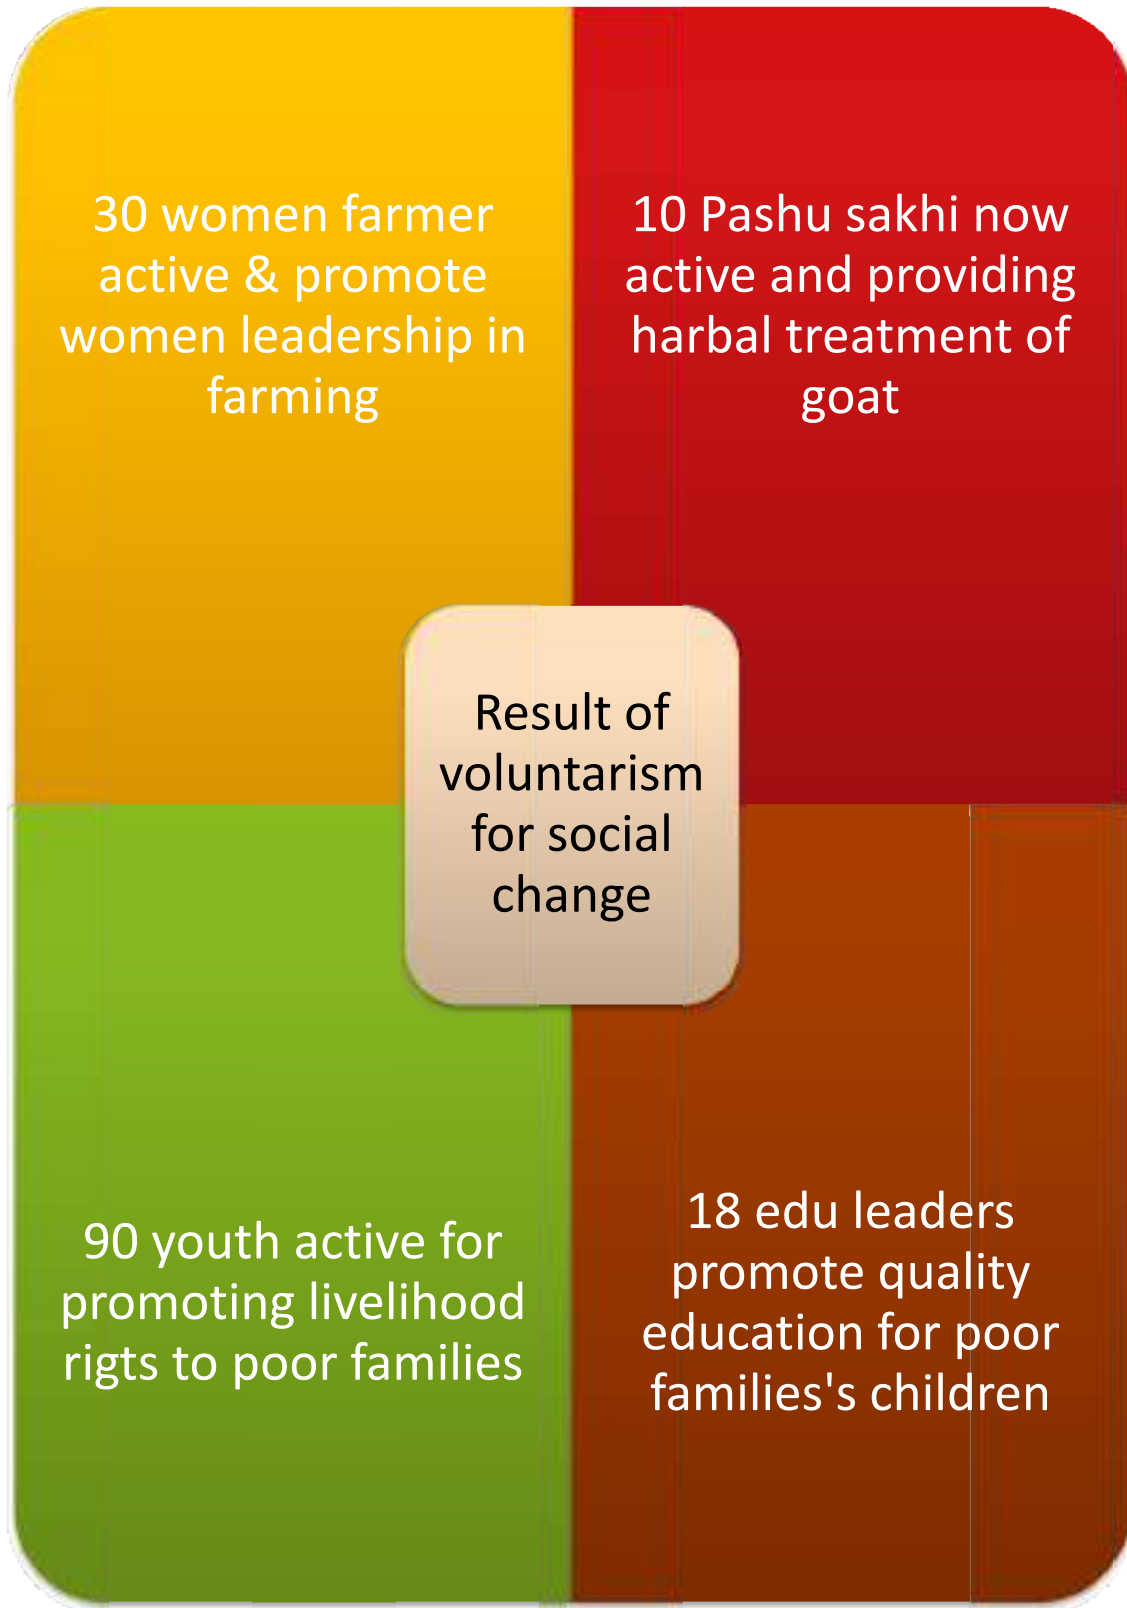 30 women farmer
active & promote
women leadership in
farming
10 Pashu sakhi now
active and providing
harbal treatment of
goat
Result of
voluntarism
for social
change
90 youth active for
promoting livelihood
rigts to poor families
18 edu leaders
promote quality
education for poor
families's children